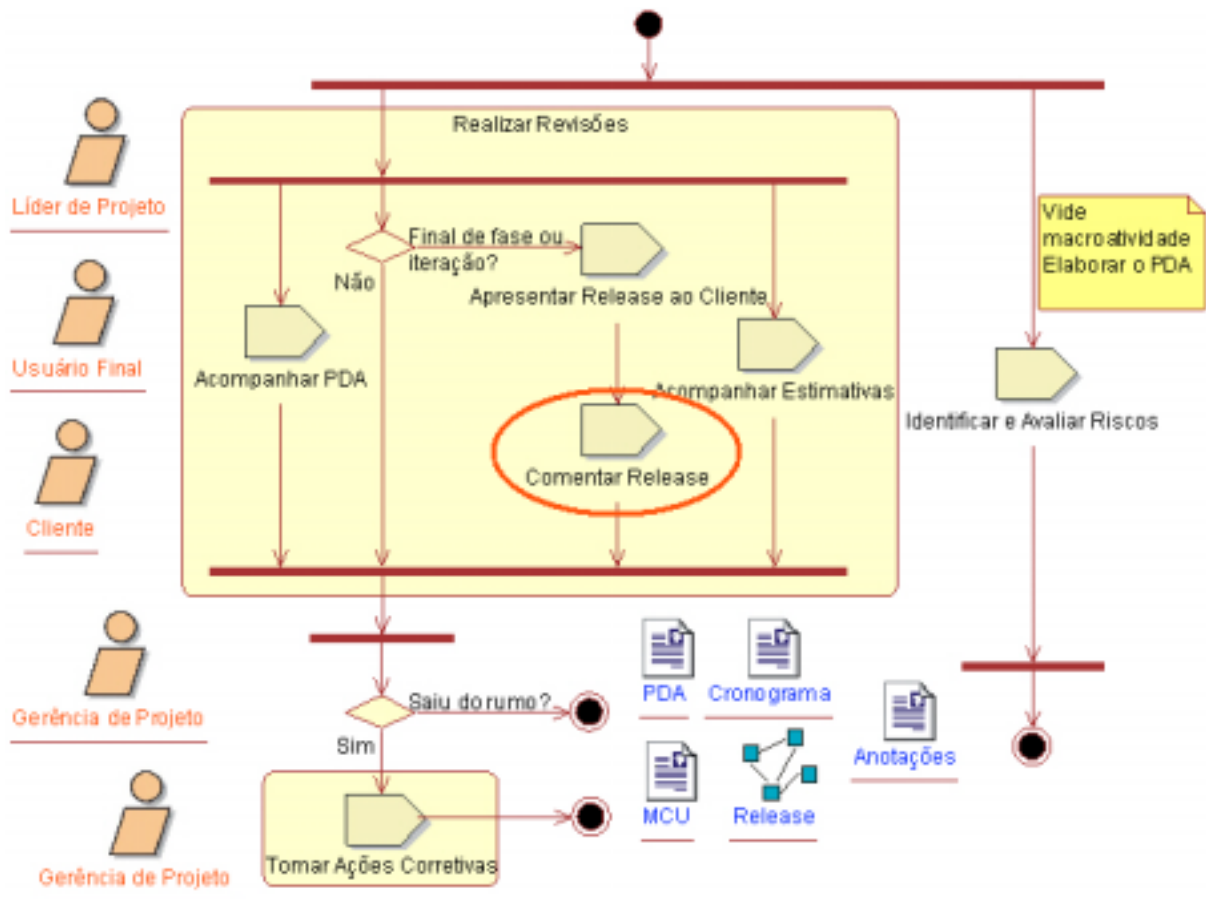 Realizar Revisões
Líder de Projeto
Vide
macroatividade
Elaborar o PDA
Final de fase ou
iteração?
Não
Apresentar Release ao Cliente
Usuário Final
Acompanhar PDA
Acompanhar Estimativas
Identificar e Avaliar Riscos
Comentar Release
Cliente
Gerência de Projeto
Saiu do rumo?
Sim
PDA
Cronograma
Anotações
MCU
Release
Tomar Ações Corretivas
Gerência de Projeto